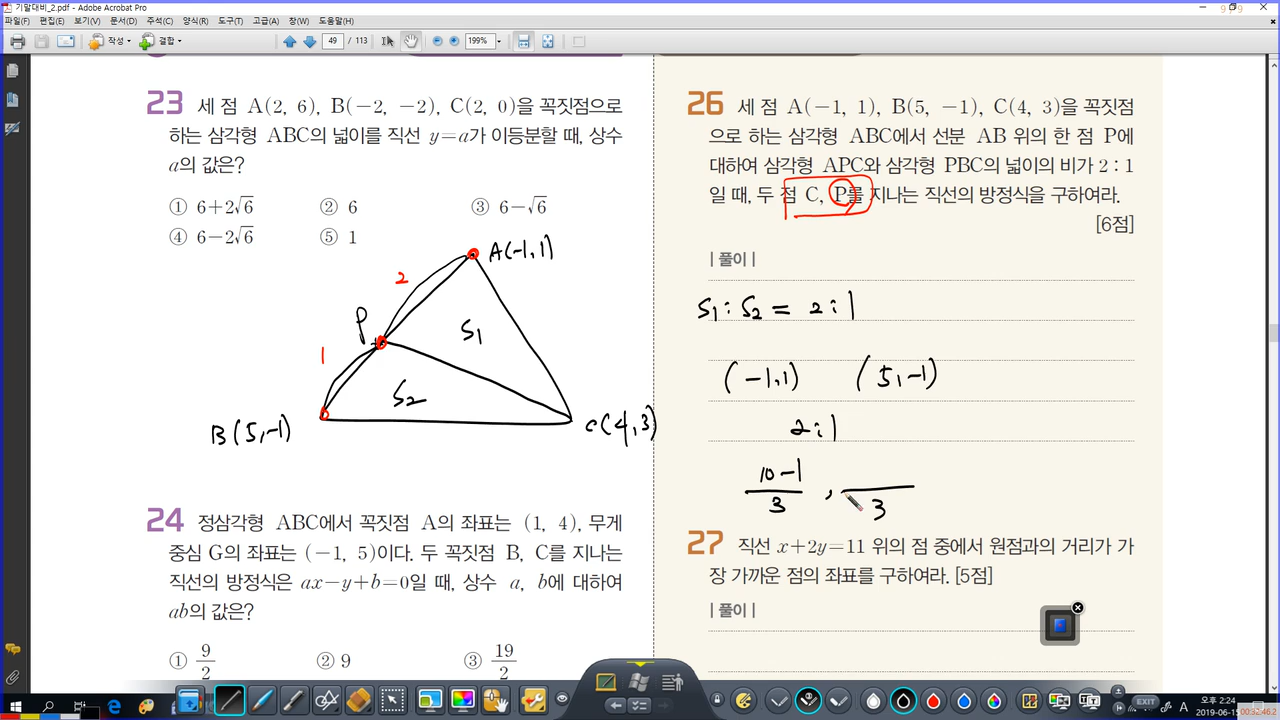 기말대비_2.pdf - Adobe Acrobat Pro
파일(F) 편집(E) 보기(V) 문서(D) 주석(C) 양식(R) 도구(T) 고급(A) 창(W) 도움말(H)
작성 결합 49 / 113 199%
23 세 점 A(2, 6), B(−2, −2), C(2, 0)을 꼭짓점으로
하는 삼각형 ABC의 넓이를 직선 y=a가 이등분할 때, 상수
a의 값은?
① 6+2√6 ② 6 ③ 6−√6
④ 6−2√6 ⑤ 1
A(-1,1)
2
P
S1
1
S2
B(5,-1)
C(4,3)
24 정삼각형 ABC에서 꼭짓점 A의 좌표는 (1, 4), 무게
중심 G의 좌표는 (−1, 5)이다. 두 꼭짓점 B, C를 지나는
직선의 방정식은 ax−y+b=0일 때, 상수 a, b에 대하여
ab의 값은?
① 9/2 ② 9 ③ 19/2
26 세 점 A(−1, 1), B(5, −1), C(4, 3)을 꼭짓점
으로 하는 삼각형 ABC에서 선분 AB 위의 한 점 P에
대하여 삼각형 APC와 삼각형 PBC의 넓이의 비가 2 : 1
일 때, 두 점 C, P를 지나는 직선의 방정식을 구하여라.
[6점]
| 풀이 |
S1 : S2 = 2 : 1
(-1,1) (5,-1)
2:1
10-1/3 , /3
27 직선 x+2y=11 위의 점 중에서 원점과의 거리가 가
장 가까운 점의 좌표를 구하여라. [5점]
| 풀이 |
EXIT
A
오후 2:24
00:32:46.2